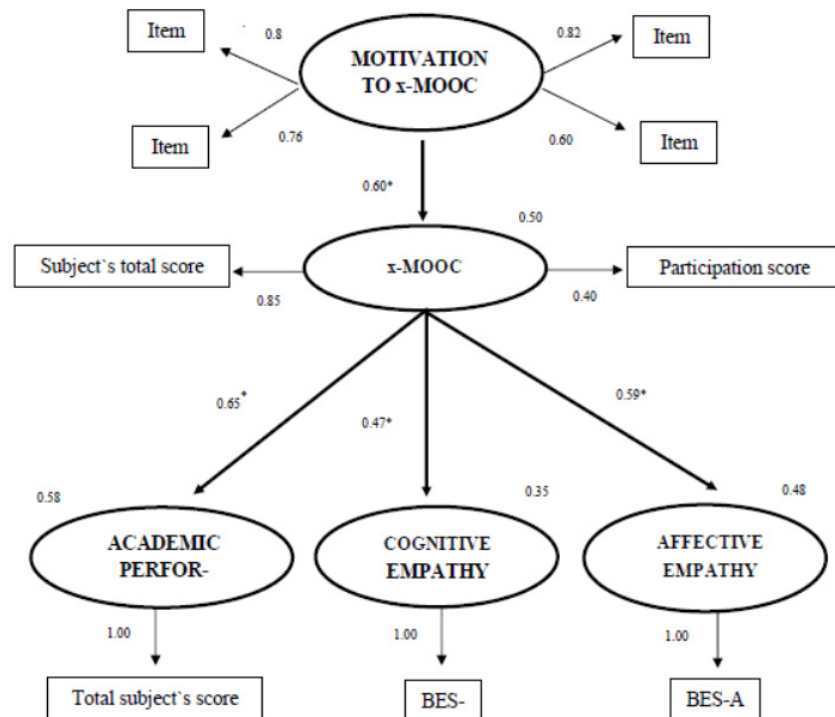 Item
0.8
MOTIVATION
TO x-MOOC
0.82
Item
Item
0.76
0.60
Item
0.60*
0.50
Subject`s total score
x-MOOC
Participation score
0.85
0.40
0.65*
0.47*
0.59*
0.58
0.35
0.48
ACADEMIC
PERFOR-
COGNITIVE
EMPATHY
AFFECTIVE
EMPATHY
1.00
1.00
1.00
Total subject`s score
BES-
BES-A